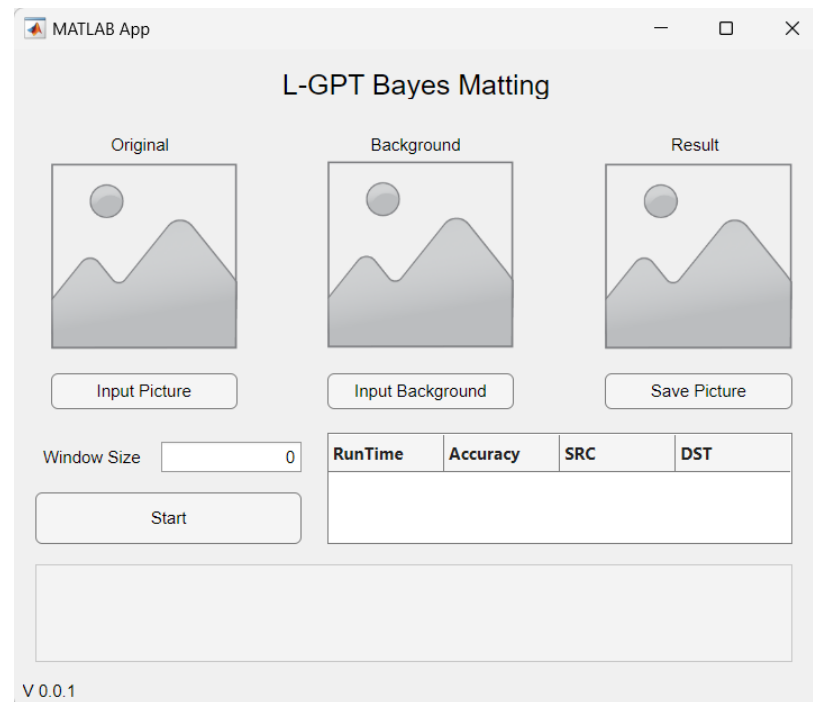 MATLAB App
L-GPT Bayes Matting
Original Background Result
Input Picture Input Background Save Picture
Window Size 0 RunTime Accuracy SRC DST
Start
V 0.0.1